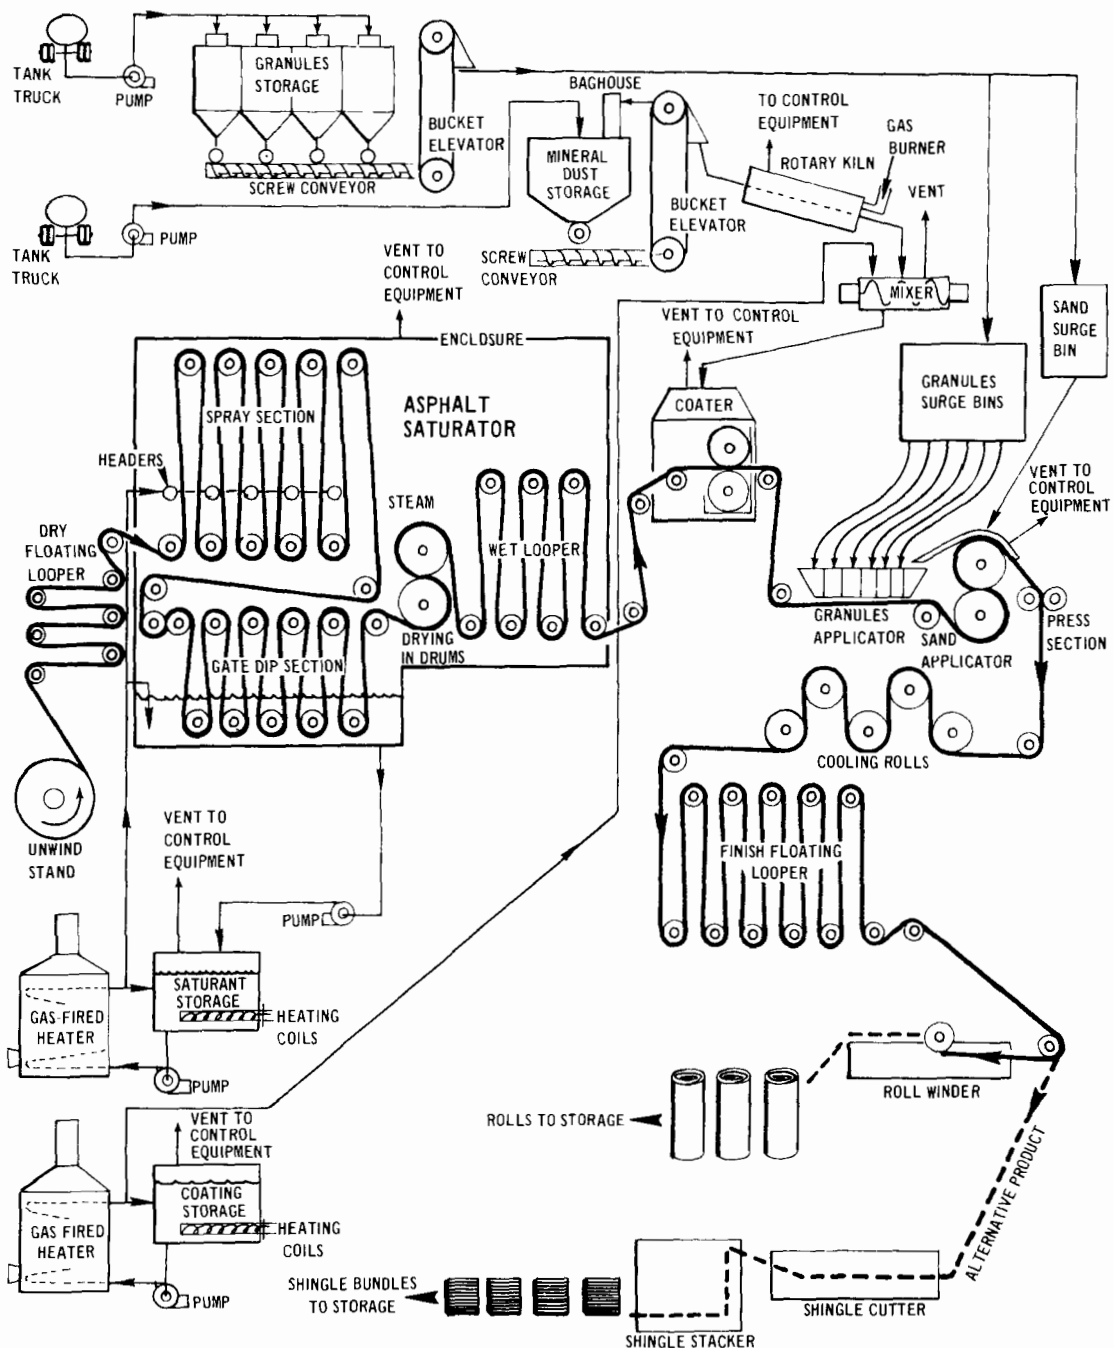 TANK
TRUCK
PUMP
GRANULES
STORAGE
SCREW CONVEYOR
BUCKET
ELEVATOR
BAGHOUSE
MINERAL
DUST
STORAGE
TO CONTROL
EQUIPMENT
GAS
BURNER
ROTARY KILN
VENT
TANK
TRUCK
PUMP
SCREW
CONVEYOR
BUCKET
ELEVATOR
MIXER
VENT TO
CONTROL
EQUIPMENT
ENCLOSURE
VENT TO CONTROL
EQUIPMENT
SAND
SURGE
BIN
GRANULES
SURGE BINS
COATER
SPRAY SECTION
ASPHALT
SATURATOR
HEADERS
STEAM
DRY
FLOATING
LOOPER
WET LOOPER
VENT TO
CONTROL
EQUIPMENT
GRANULES
APPLICATOR
SAND
APPLICATOR
PRESS
SECTION
DRYING
IN DRUMS
GATE DIP SECTION
COOLING ROLLS
UNWIND
STAND
VENT TO
CONTROL
EQUIPMENT
FINISH FLOATING
LOOPER
PUMP
GAS-FIRED
HEATER
SATURANT
STORAGE
HEATING
COILS
PUMP
ROLL WINDER
ROLLS TO STORAGE
VENT TO
CONTROL
EQUIPMENT
ALTERNATIVE PRODUCT
GAS FIRED
HEATER
COATING
STORAGE
HEATING
COILS
PUMP
SHINGLE BUNDLES
TO STORAGE
SHINGLE STACKER
SHINGLE CUTTER